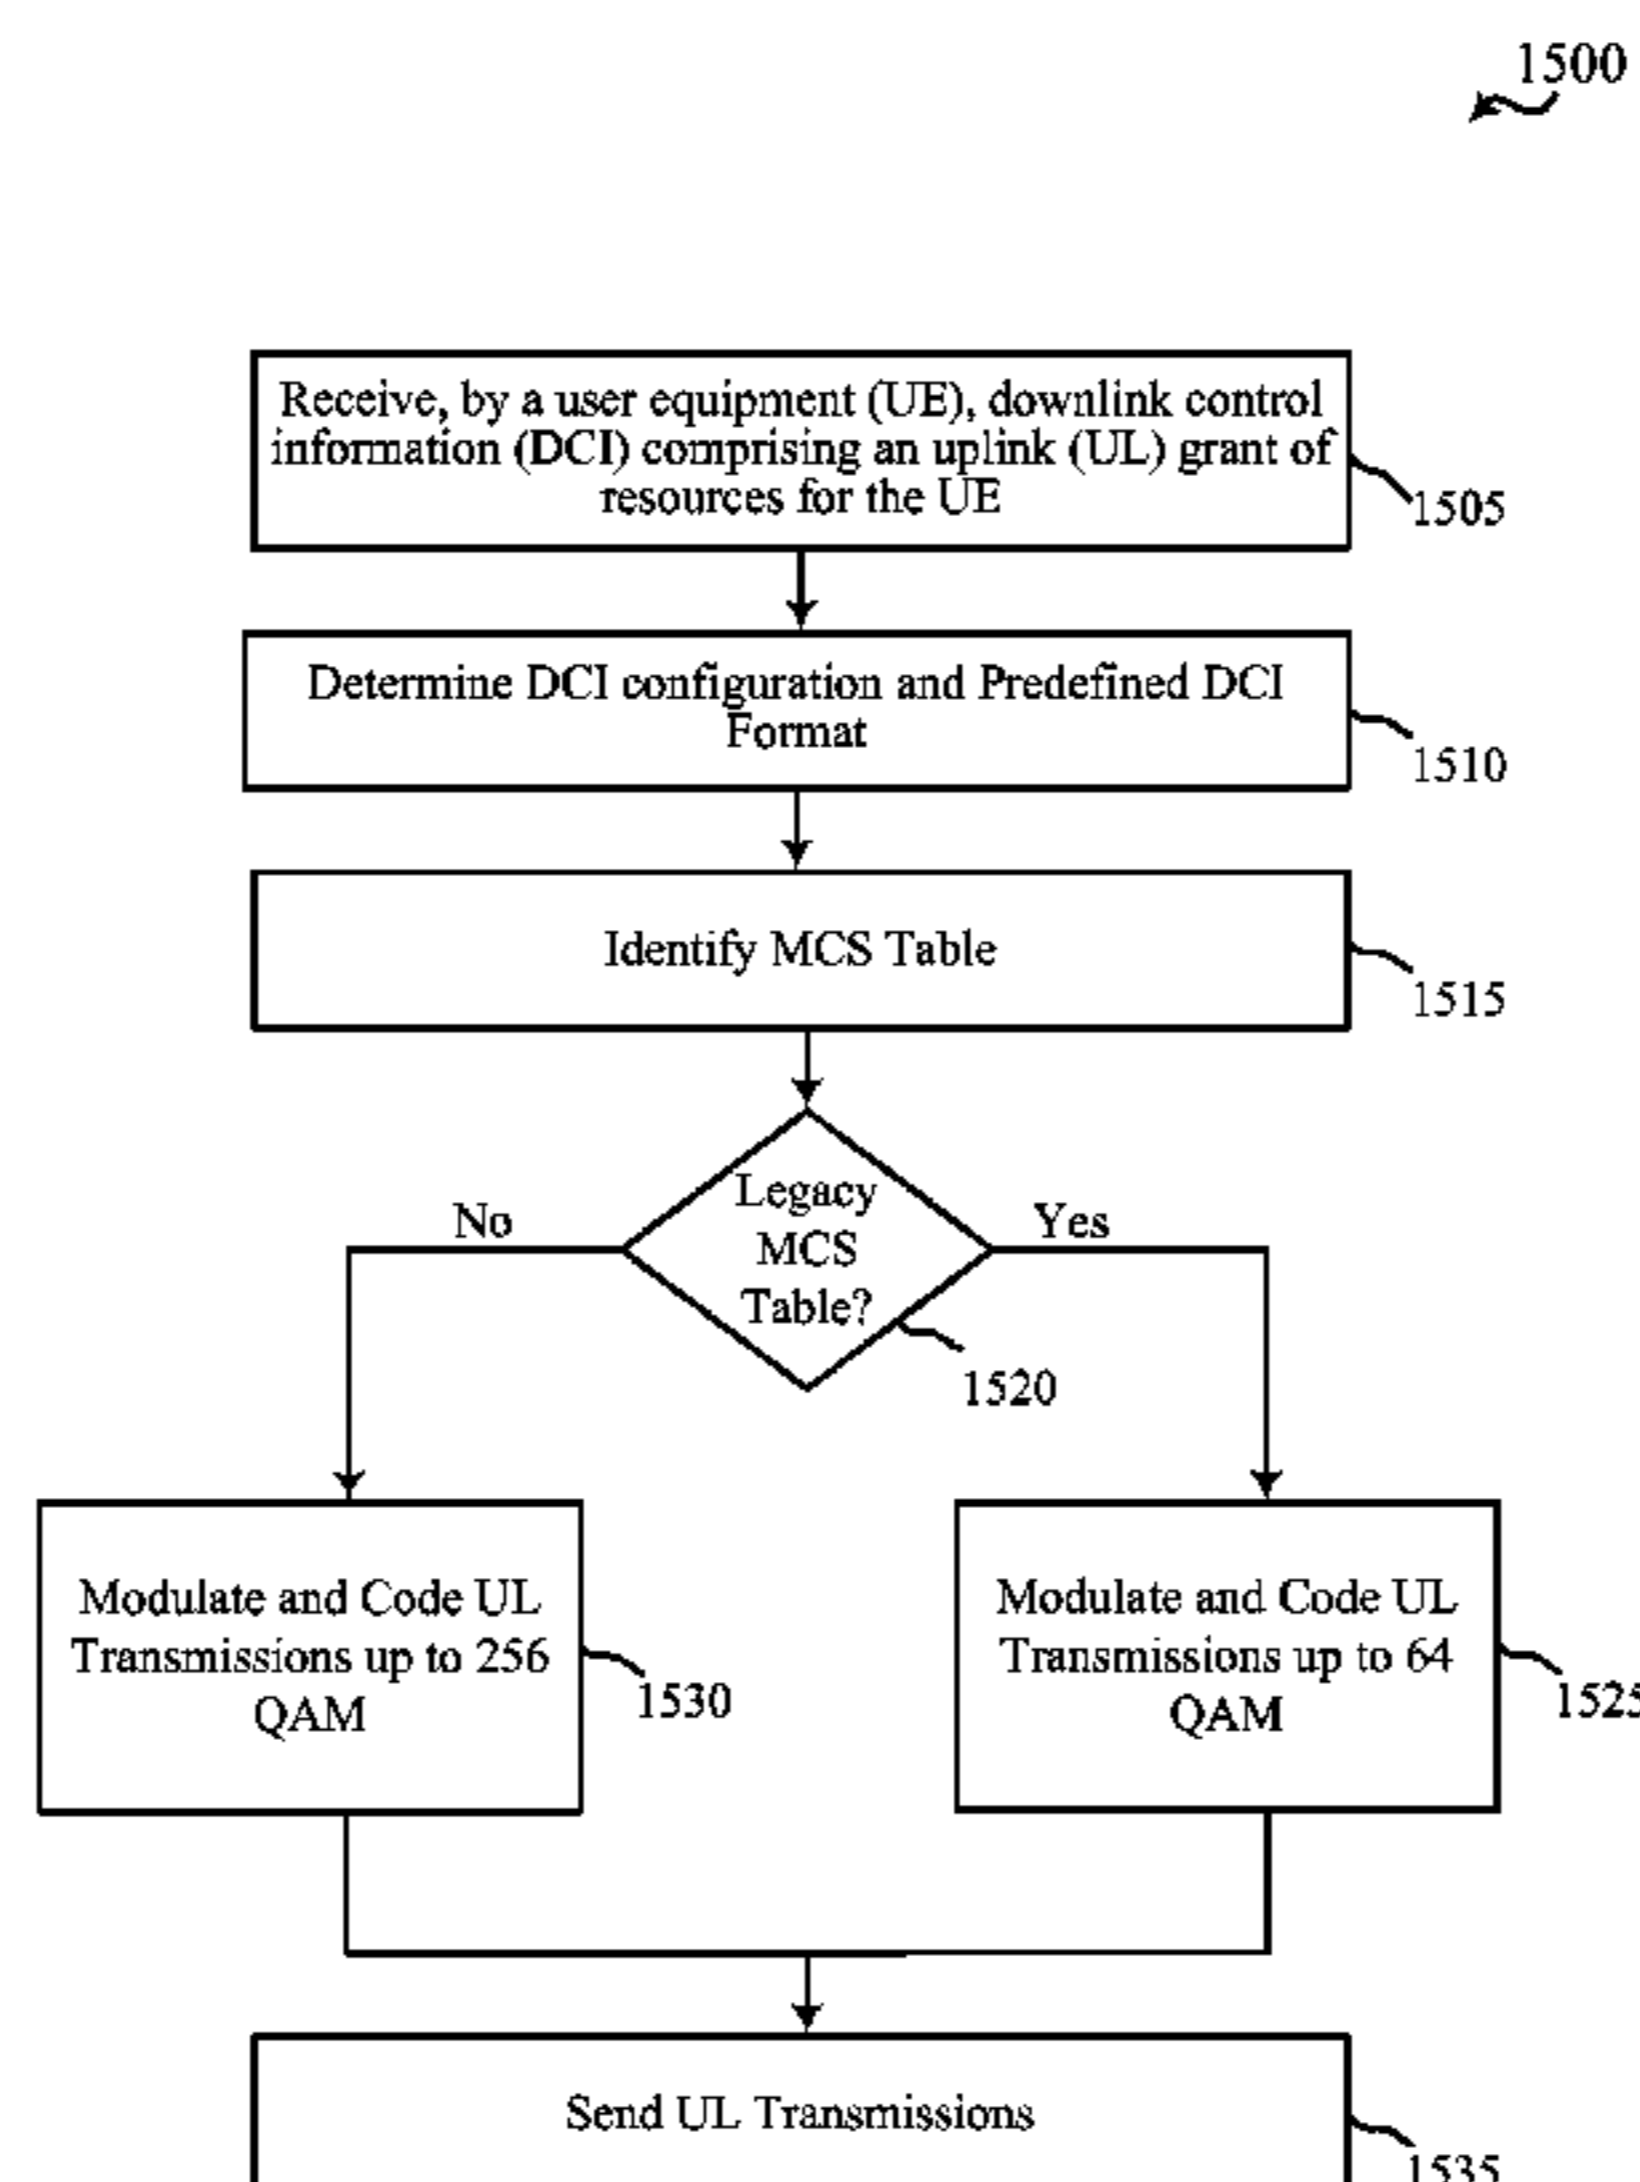 1500
Receive, by a user equipment (UE), downlink control
information (DCI) comprising an uplink (UL) grant of
resources for the UE
1505
Determine DCI configuration and Predefined DCI
Format
1510
Identify MCS Table
1515
Legacy
MCS
Table?
No
Yes
1520
Modulate and Code UL
Transmissions up to 256
QAM
1530
Modulate and Code UL
Transmissions up to 64
QAM
1525
Send UL Transmissions
1535